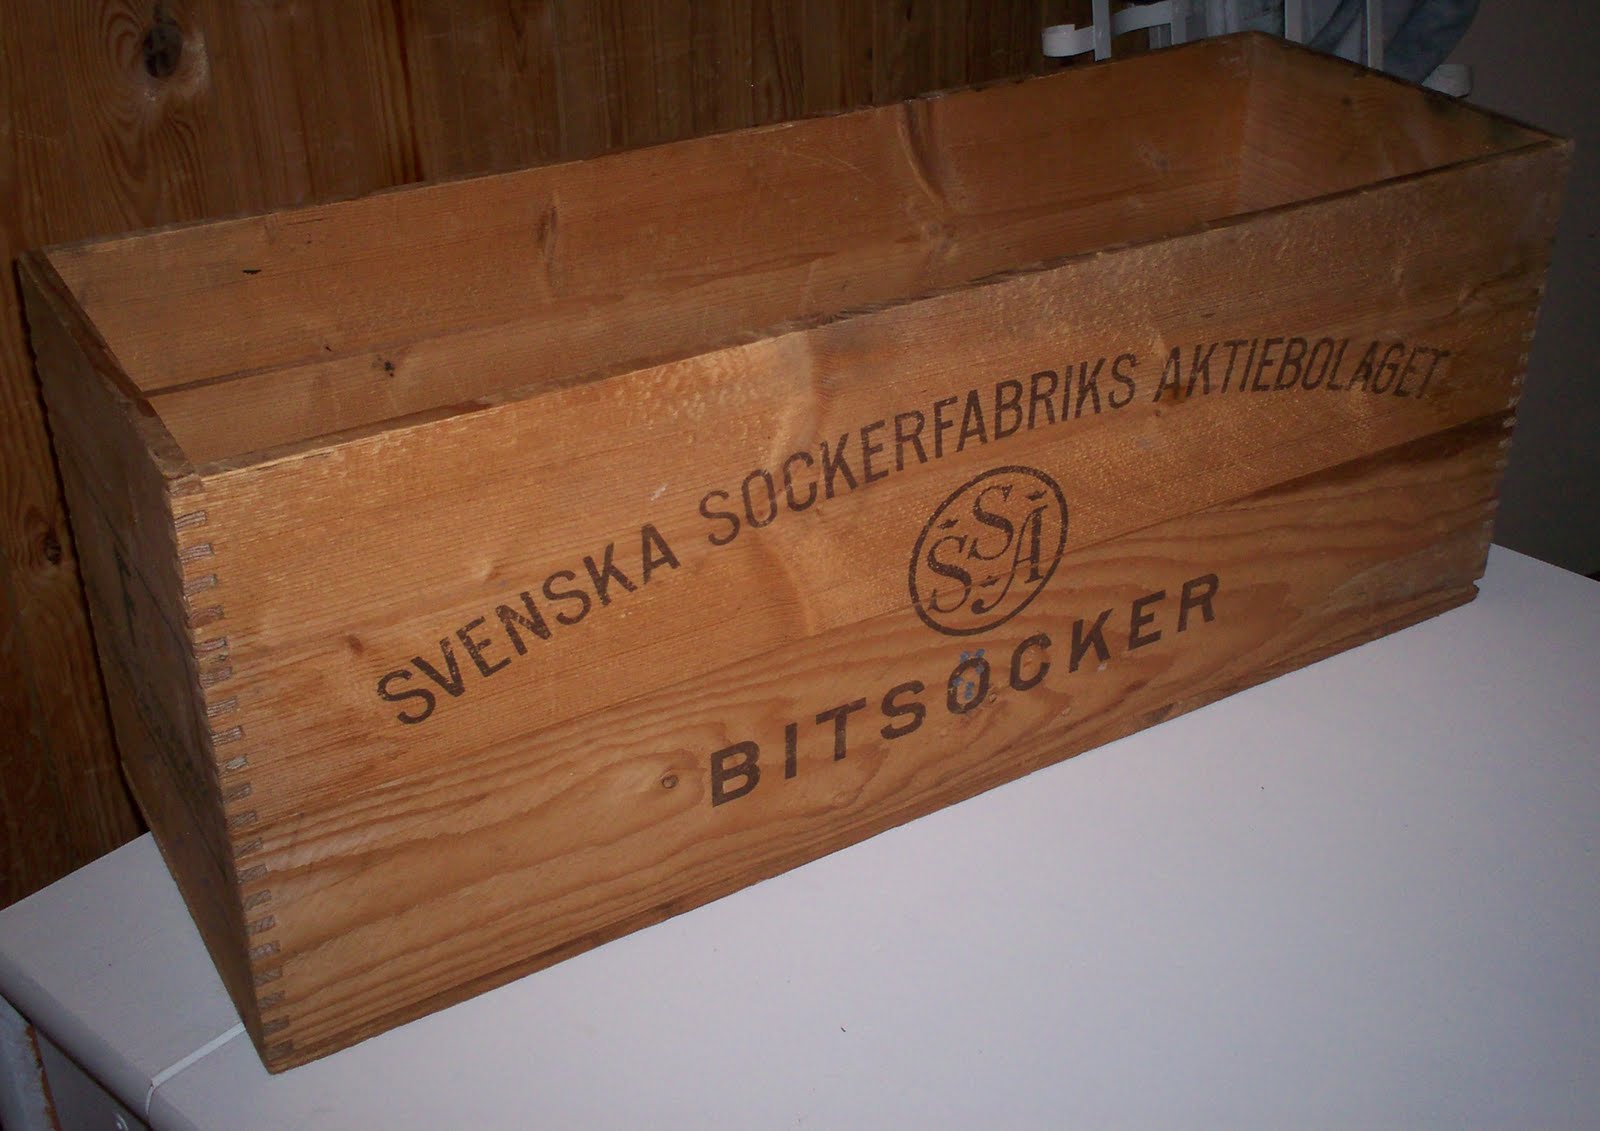 SVENSKA SOCKERFABRIKS AKTIEBOLAGET
SSA
BITSÖCKER